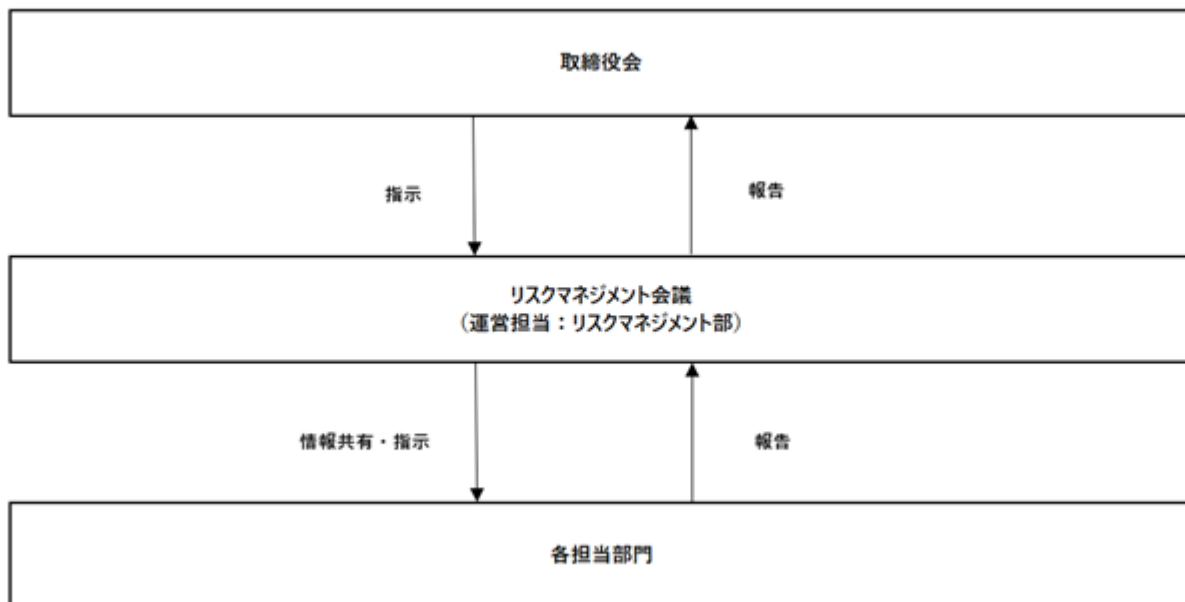 取締役会
指示
報告
リスクマネジメント会議
（運営担当：リスクマネジメント部）
情報共有・指示
報告
各担当部門